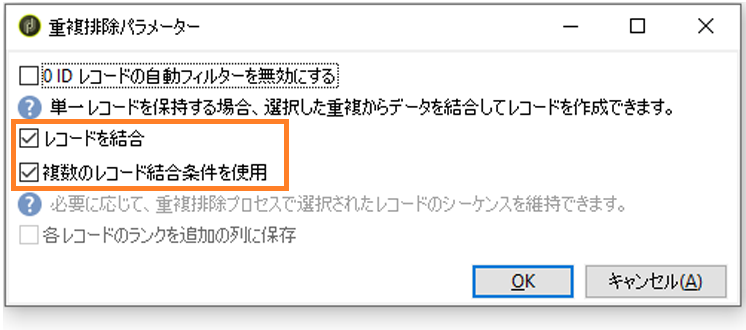 重複排除パラメーター
0 ID レコードの自動フィルターを無効にする
単一レコードを保持する場合、選択した重複からデータを結合してレコードを作成できます。
レコードを結合
複数のレコード結合条件を使用
必要に応じて、重複排除プロセスで選択されたレコードのシーケンスを維持できます。
各レコードのランクを追加の列に保存
OK キャンセル(A)